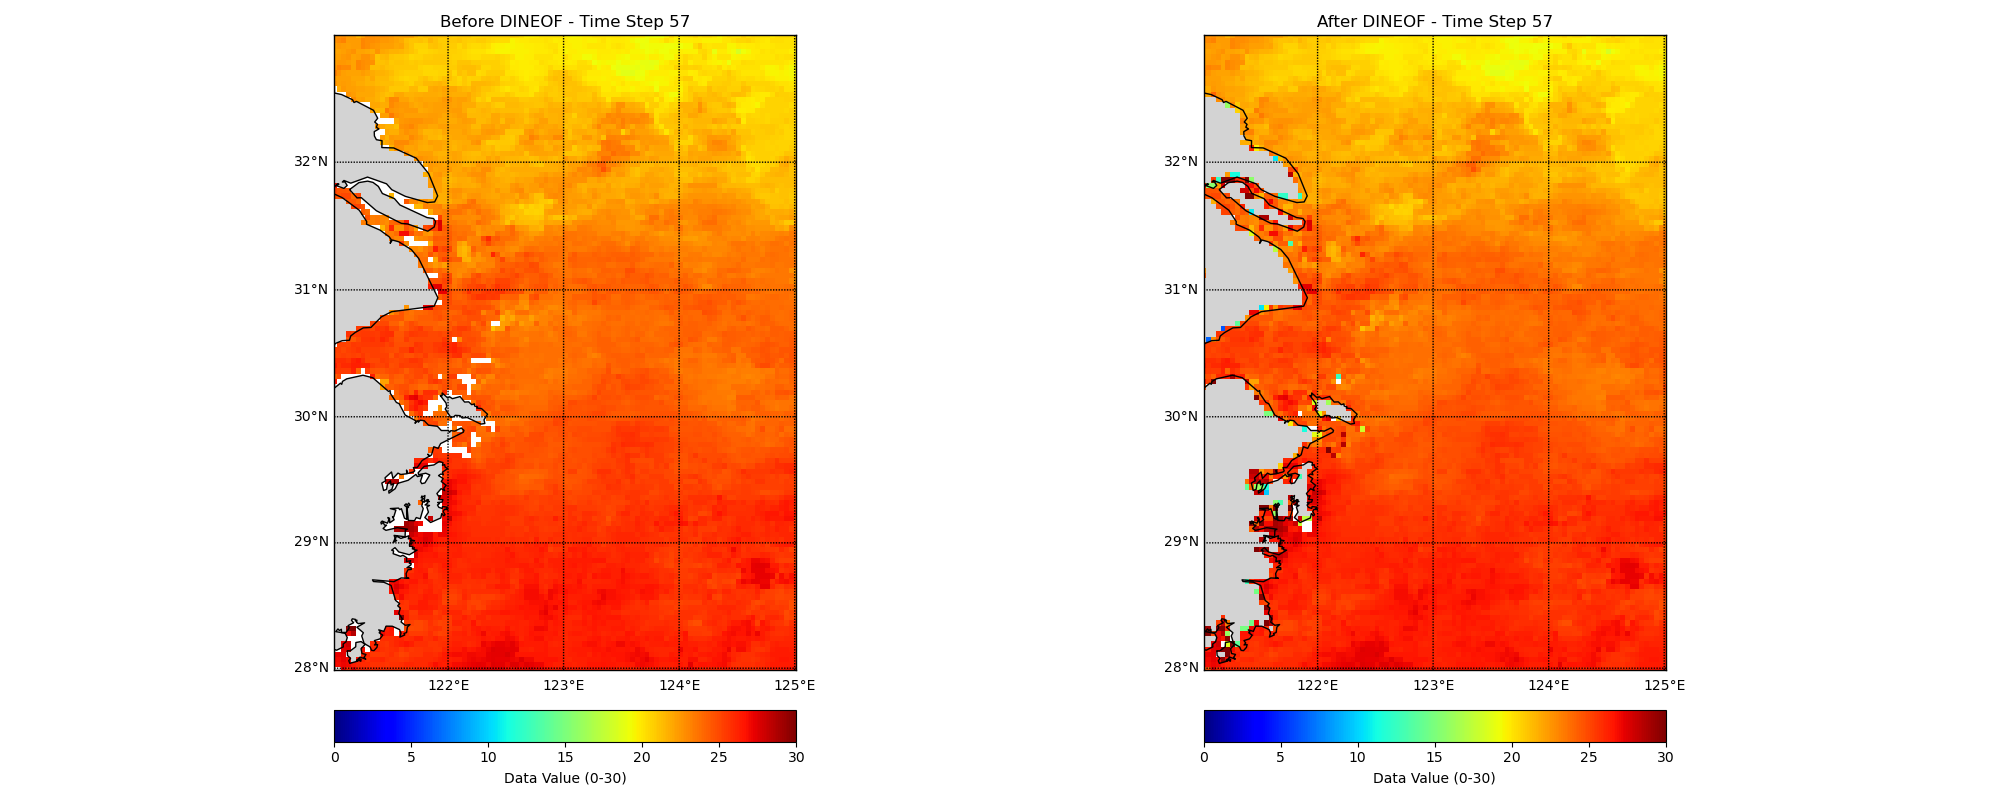 Before DINEOF - Time Step 57
32°N
31°N
30°N
29°N
28°N
122°E
123°E
124°E
125°E
0
5
10
15
20
25
30
Data Value (0-30)
After DINEOF - Time Step 57
32°N
31°N
30°N
29°N
28°N
122°E
123°E
124°E
125°E
0
5
10
15
20
25
30
Data Value (0-30)